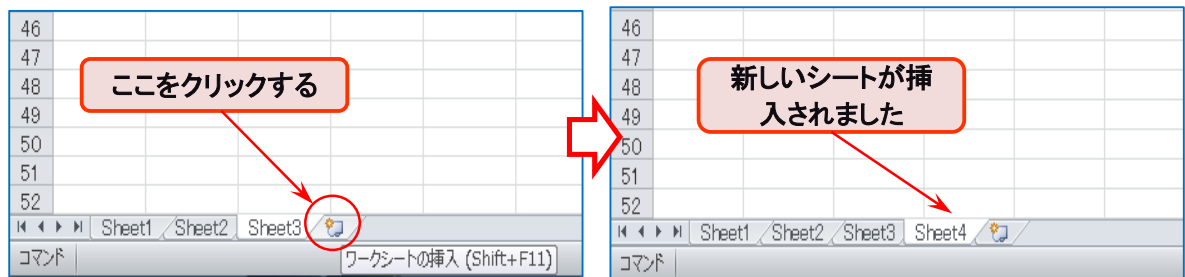 46
47
48
49
50
51
52
ここをクリックする
Sheet1 Sheet2 Sheet3
コマンド
ワークシートの挿入 (Shift+F11)
46
47
48
49
50
51
52
新しいシートが挿
入されました
Sheet1 Sheet2 Sheet3 Sheet4
コマンド